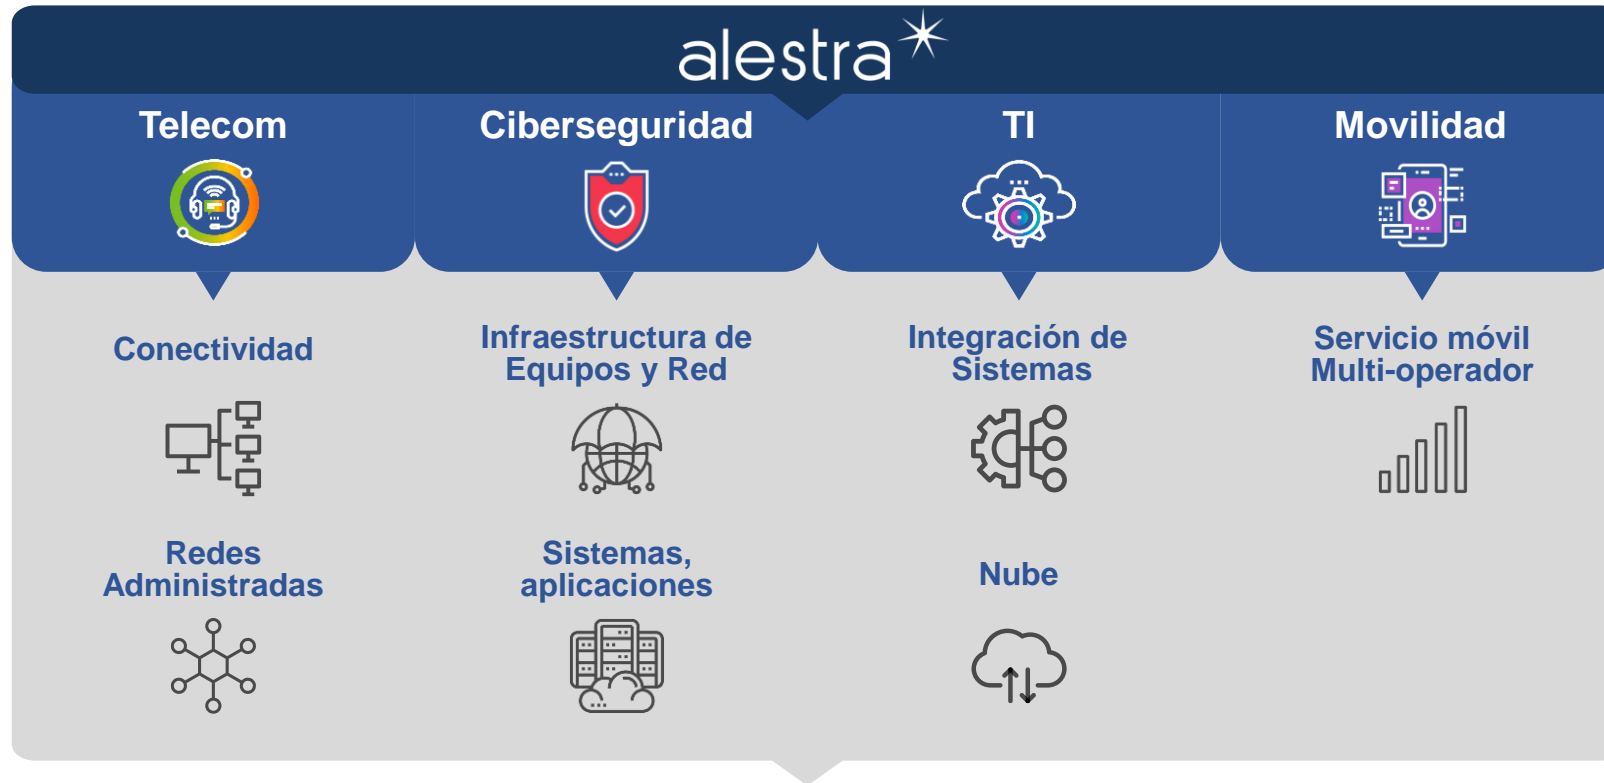 alestra
Telecom
Ciberseguridad
TI
Movilidad
Conectividad
Infraestructura de
Equipos y Red
Integración de
Sistemas
Servicio móvil
Multi-operador
Redes
Administradas
Sistemas,
aplicaciones
Nube